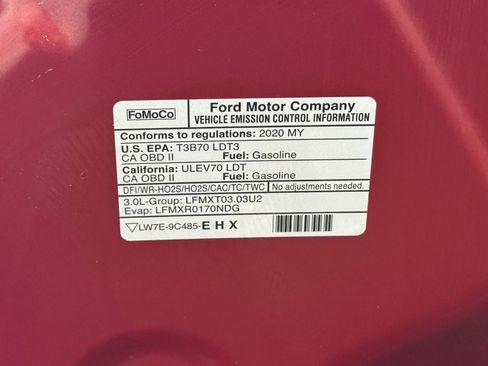 FoMoCo
Ford Motor Company
VEHICLE EMISSION CONTROL INFORMATION
Conforms to regulations: 2020 MY
U.S. EPA: T3B70 LDT3
CA OBD II Fuel: Gasoline
California: ULEV70 LDT
CA OBD II Fuel: Gasoline
DFI/WR-HO2S/HO2S/CAC/TC/TWC No adjustments needed.
3.0L-Group: LFMXT03.03U2
Evap: LFMXR0170NDG
LW7E-9C485-EHX